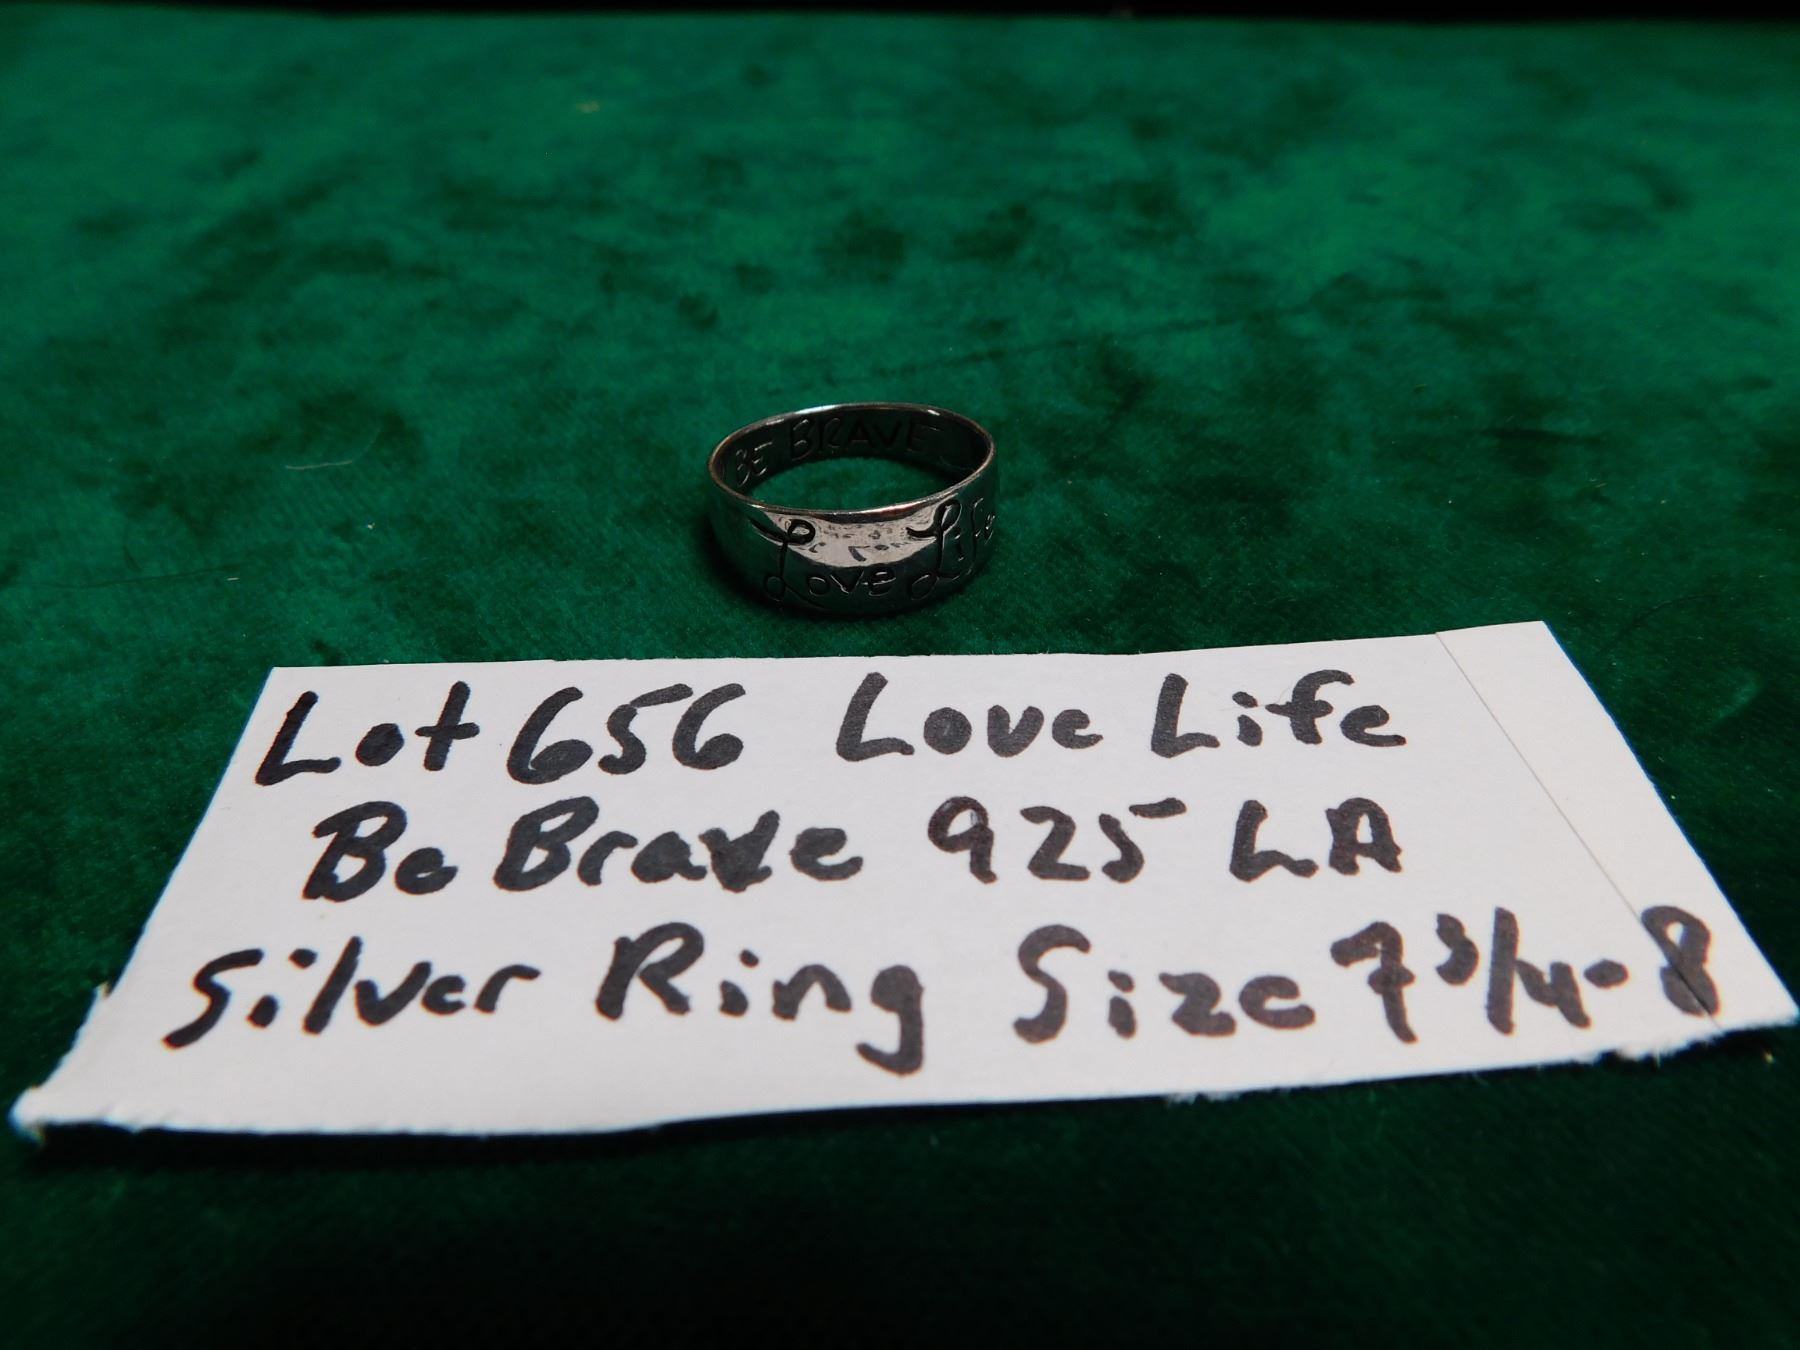 BE BRAVE
Love Life
Lot 656 Love Life
Be Brave 925 LA
Silver Ring Size 7 3/4 - 8